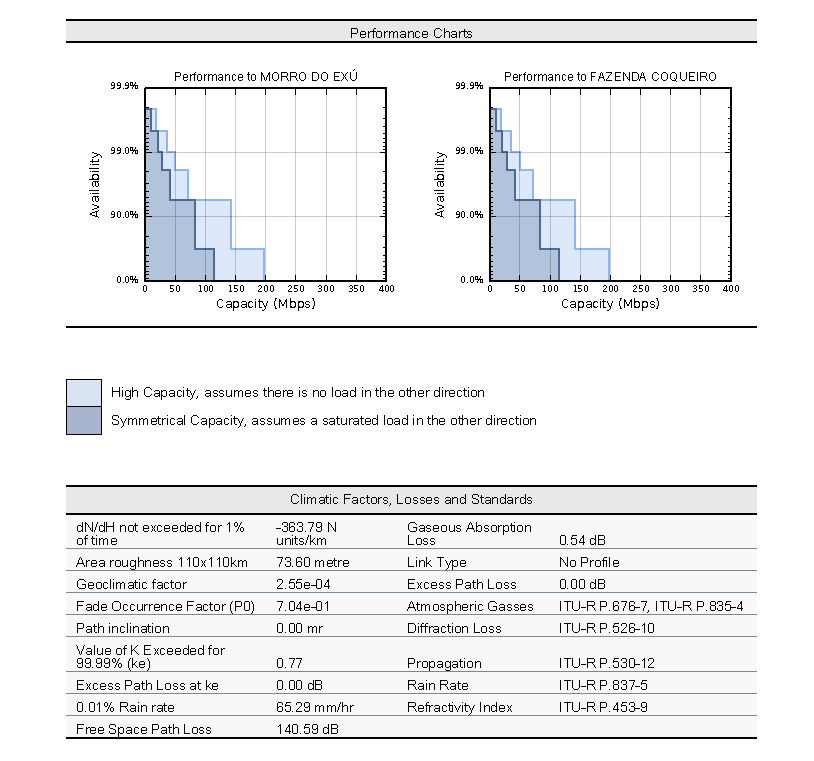 Performance Charts
Performance to MORRO DO EXÚ
99.9%
99.0%
90.0%
0.0%
Availability
0 50 100 150 200 250 300 350 400
Capacity (Mbps)
Performance to FAZENDA COQUEIRO
99.9%
99.0%
90.0%
0.0%
Availability
0 50 100 150 200 250 300 350 400
Capacity (Mbps)
High Capacity, assumes there is no load in the other direction
Symmetrical Capacity, assumes a saturated load in the other direction
Climatic Factors, Losses and Standards
dN/dH not exceeded for 1%
of time
-363.79 N
units/km
Gaseous Absorption
Loss
0.54 dB
Area roughness 110x110km 73.60 metre Link Type No Profile
Geoclimatic factor 2.55e-04 Excess Path Loss 0.00 dB
Fade Occurrence Factor (P0) 7.04e-01 Atmospheric Gasses ITU-R P.676-7, ITU-R P.835-4
Path inclination 0.00 mr Diffraction Loss ITU-R P.526-10
Value of K Exceeded for
99.99% (ke) 0.77 Propagation ITU-R P.530-12
Excess Path Loss at ke 0.00 dB Rain Rate ITU-R P.837-5
0.01% Rain rate 65.29 mm/hr Refractivity Index ITU-R P.453-9
Free Space Path Loss 140.59 dB